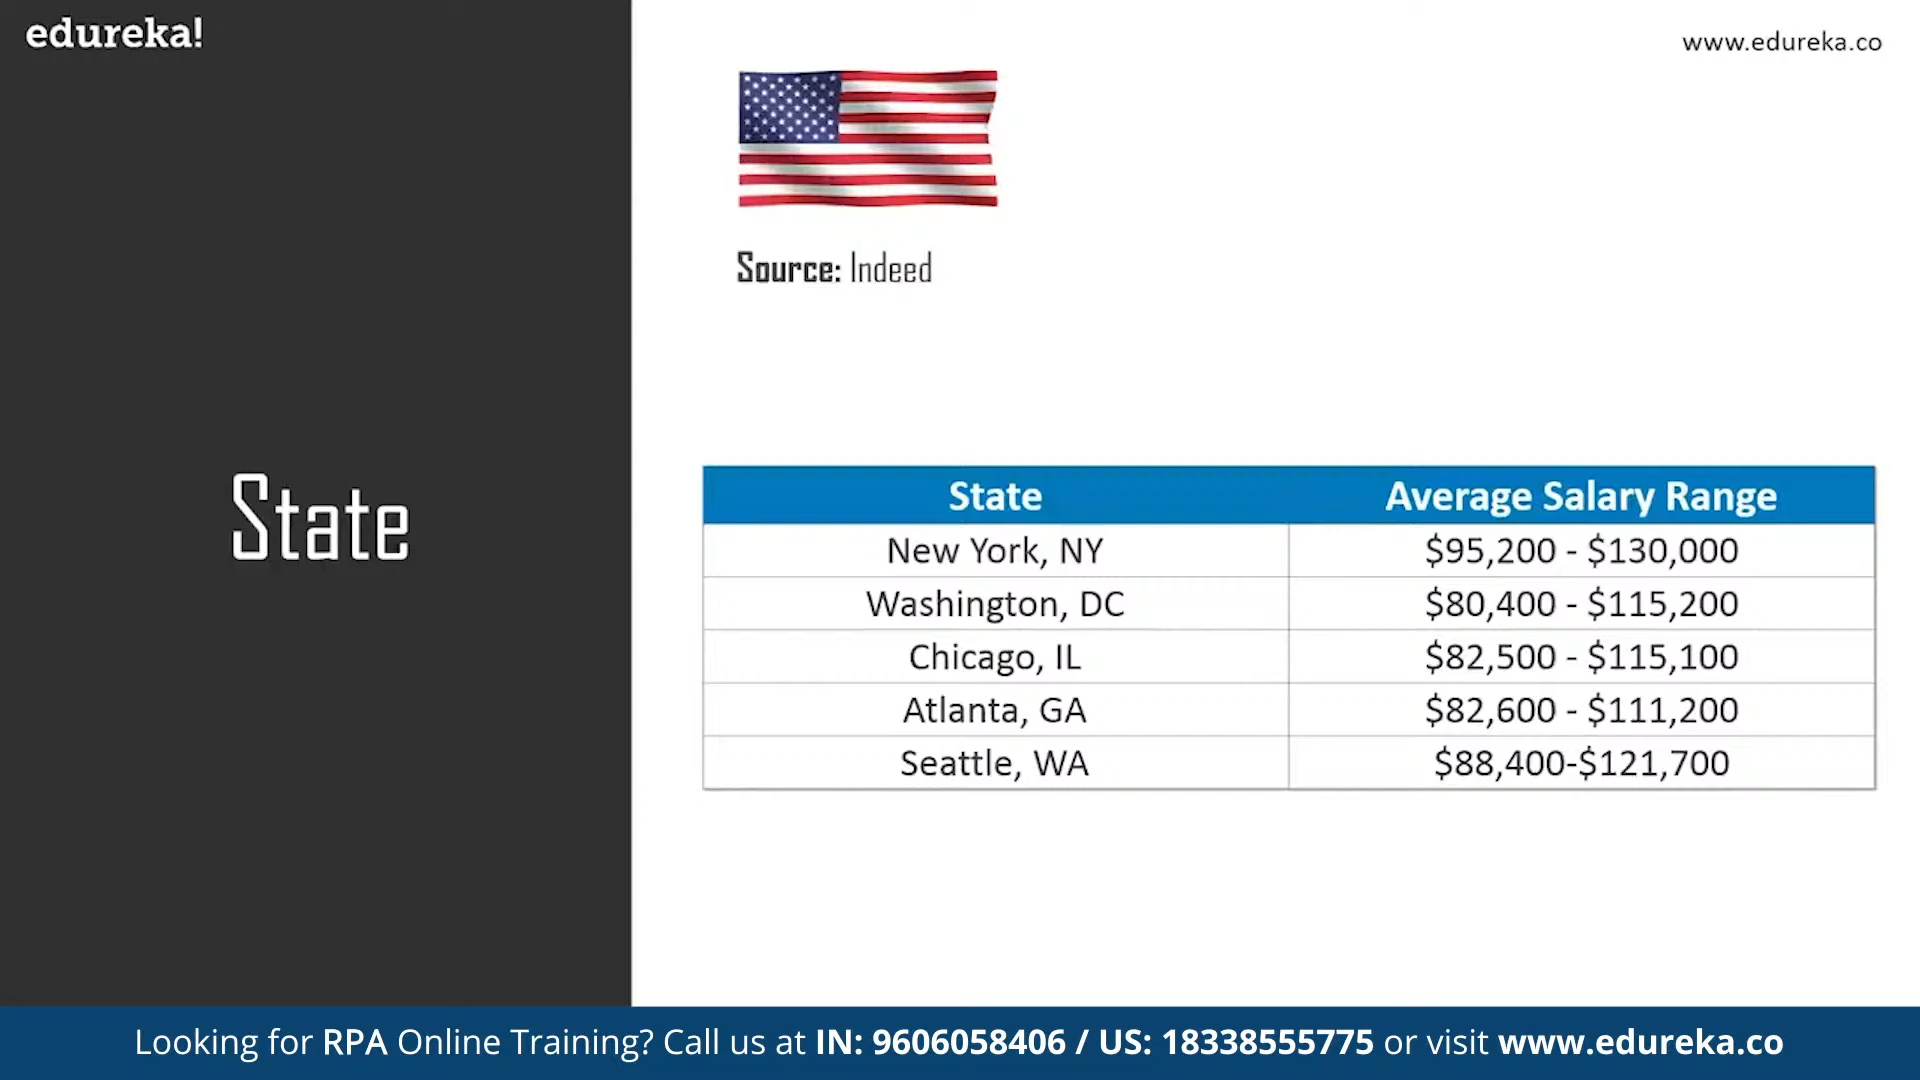 edureka!
www.edureka.co
Source: Indeed
State
State Average Salary Range
New York, NY $95,200 - $130,000
Washington, DC $80,400 - $115,200
Chicago, IL $82,500 - $115,100
Atlanta, GA $82,600 - $111,200
Seattle, WA $88,400-$121,700
Looking for RPA Online Training? Call us at IN: 9606058406 / US: 18338555775 or visit www.edureka.co